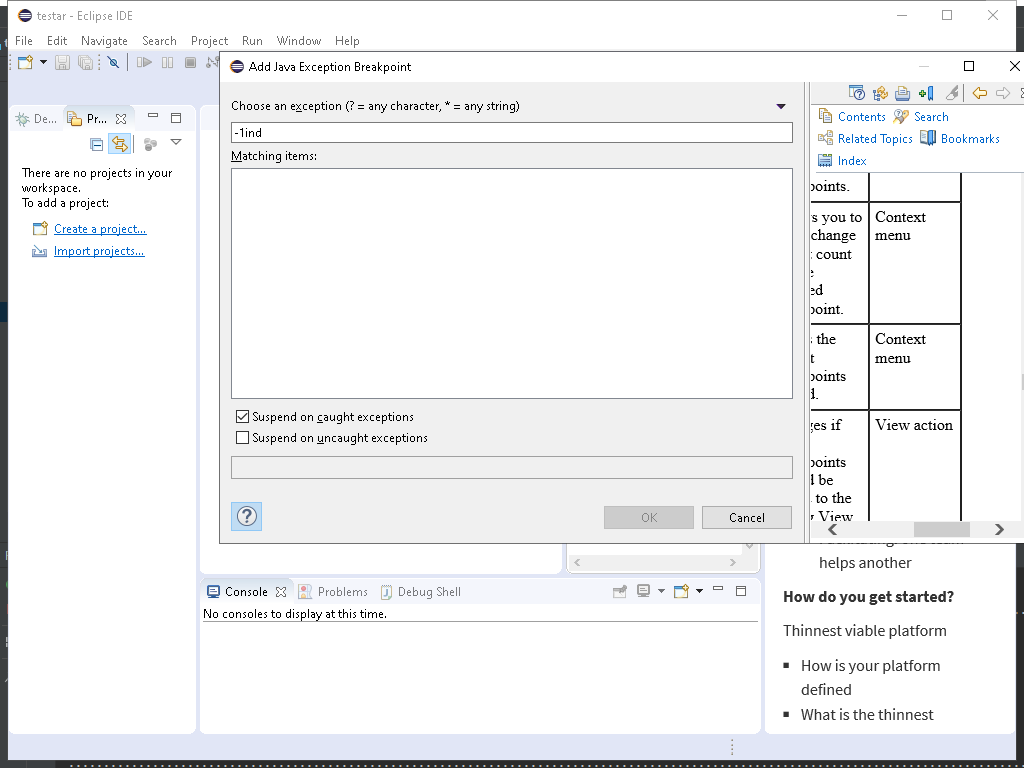 testar - Eclipse IDE
File Edit Navigate Search Project Run Window Help
Add Java Exception Breakpoint
Choose an exception (? = any character, * = any string)
-1ind
Matching items:
Suspend on caught exceptions
Suspend on uncaught exceptions
OK
Cancel
De...
Pr...
There are no projects in your
workspace.
To add a project:
Create a project...
Import projects...
Contents Search
Related Topics Bookmarks
Index
points.
s you to
change
count
ed
point.
Context
menu
the
points
Context
menu
ges if
points
be
to the
View
View action
helps another
How do you get started?
Thinnest viable platform
How is your platform
defined
What is the thinnest
Console Problems Debug Shell
No consoles to display at this time.